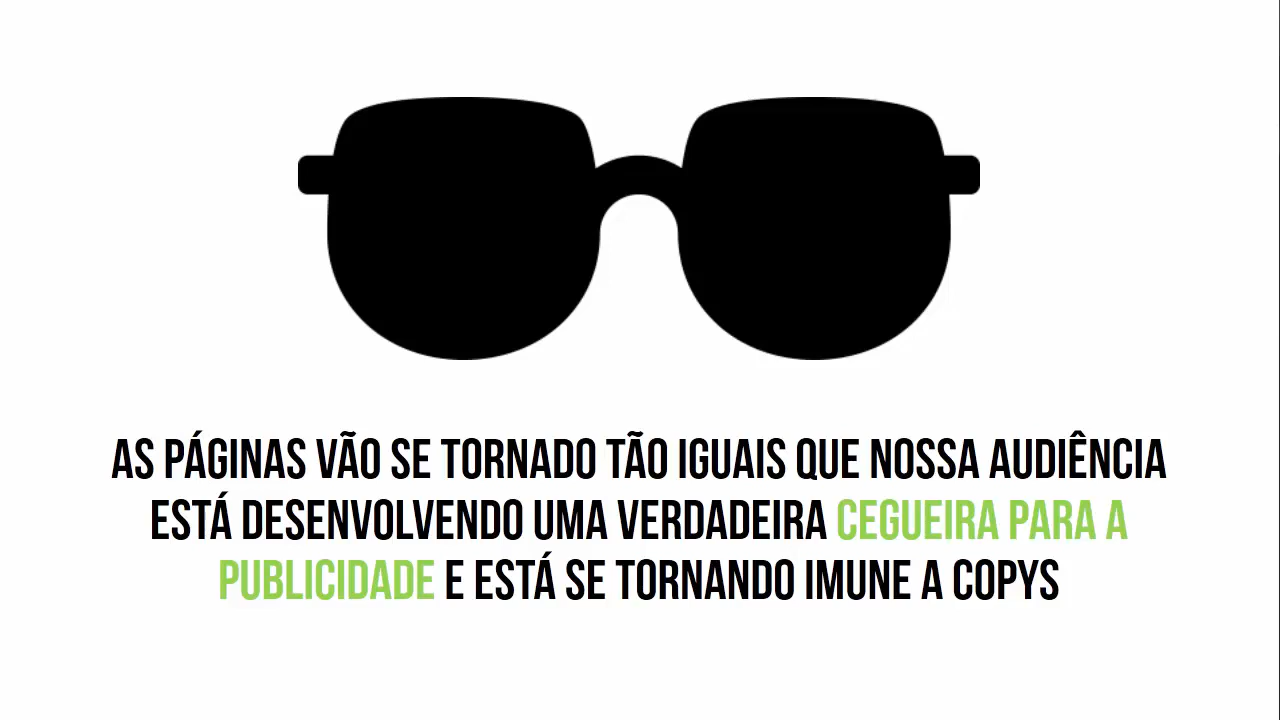 AS PÁGINAS VÃO SE TORNADO TÃO IGUAIS QUE NOSSA AUDIÊNCIA
ESTÁ DESENVOLVENDO UMA VERDADEIRA CEGUEIRA PARA A
PUBLICIDADE E ESTÁ SE TORNANDO IMUNE A COPYS